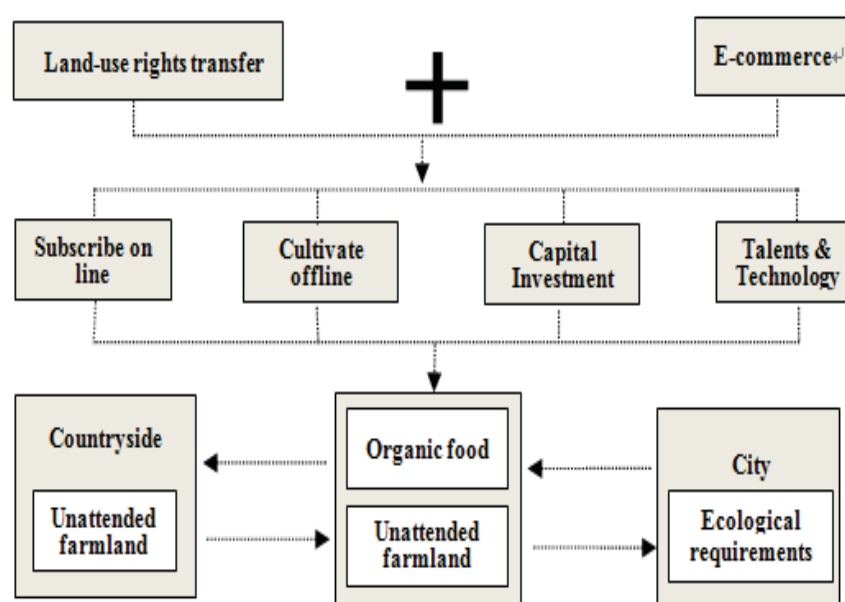 Land-use rights transfer
E-commerce↵
Subscribe on
line
Cultivate
offline
Capital
Investment
Talents &
Technology
Countryside
Unattended
farmland
Organic food
Unattended
farmland
City
Ecological
requirements